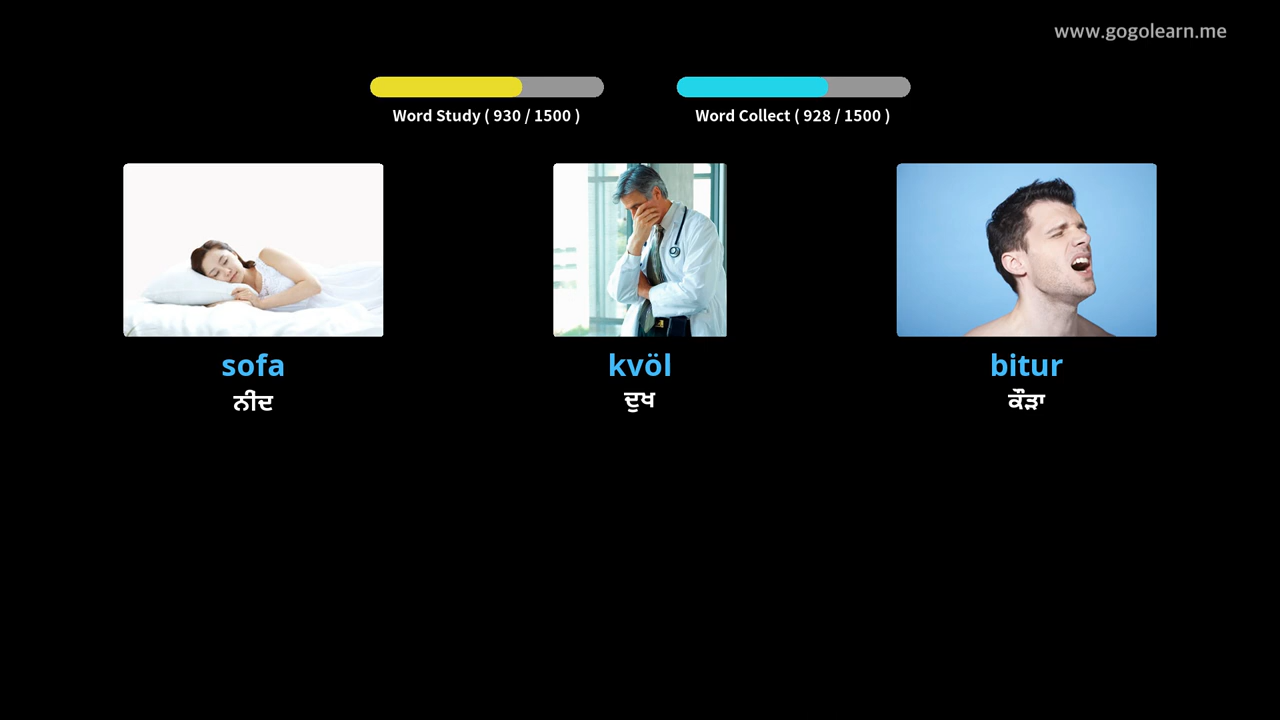 www.gogolearn.me
Word Study ( 930 / 1500 )
Word Collect ( 928 / 1500 )
sofa
ਨੀਂਦ
kvöl
ਦੁਖ
bitur
ਕੌੜਾ